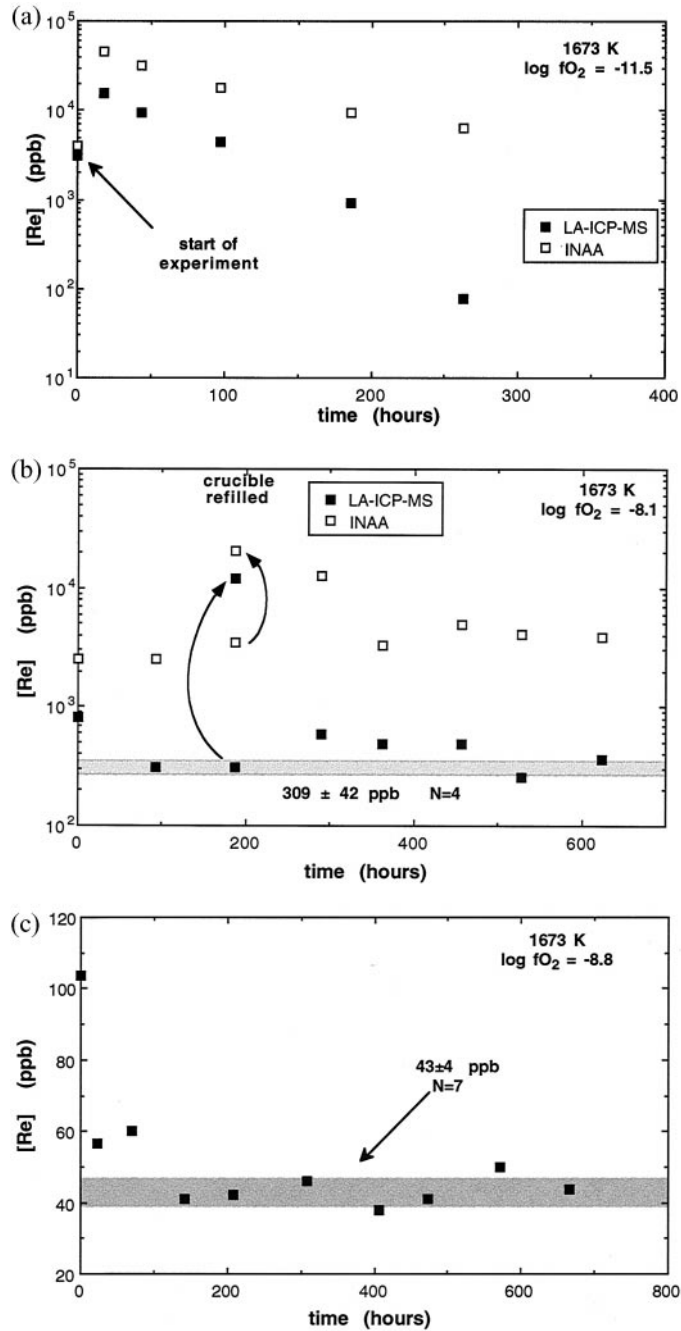 (a)
10^5
10^4
10^3
10^2
10^1
[Re] (ppb)
1673 K
log fO_2 = -11.5
start of
experiment
■ LA-ICP-MS
□ INAA
0 100 200 300 400
time (hours)
(b)
10^5
10^4
10^3
10^2
[Re] (ppb)
crucible
refilled
■ LA-ICP-MS
□ INAA
1673 K
log fO_2 = -8.1
309 ± 42 ppb N=4
0 200 400 600
time (hours)
(c)
120
100
80
60
40
20
[Re] (ppb)
1673 K
log fO_2 = -8.8
43±4 ppb
N=7
0 200 400 600 800
time (hours)